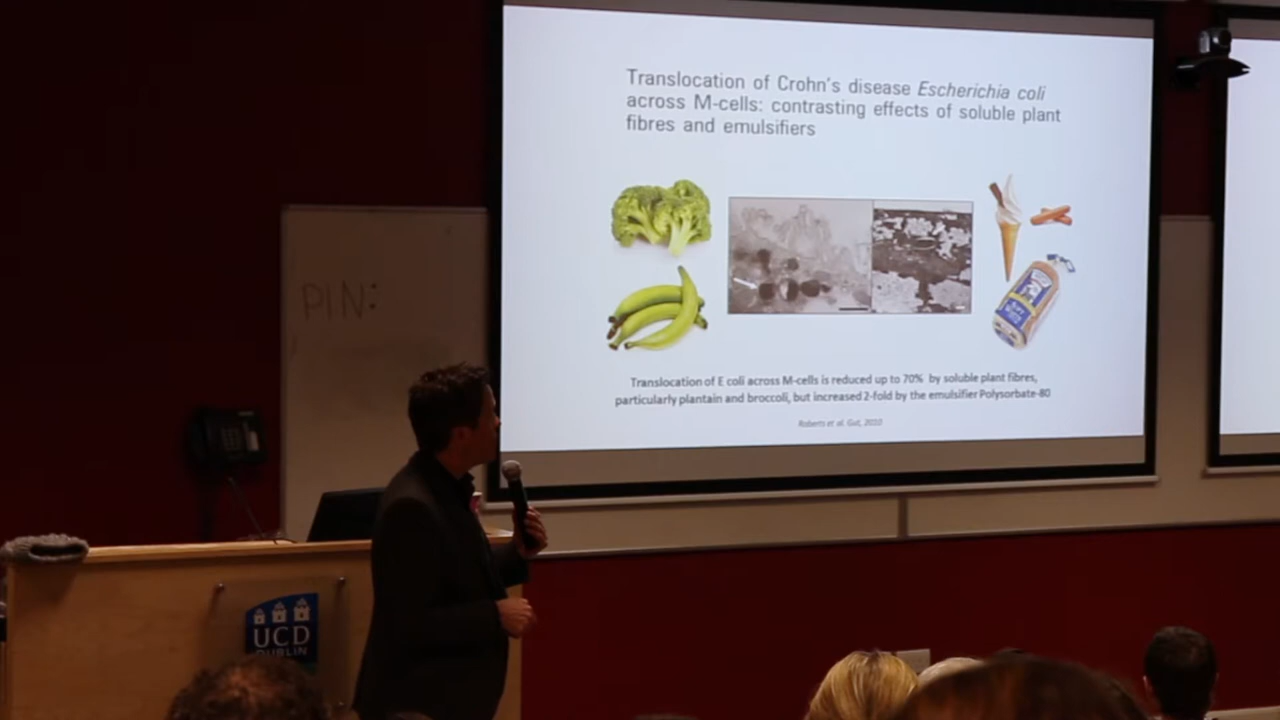 Translocation of Crohn's disease Escherichia coli
across M-cells: contrasting effects of soluble plant
fibres and emulsifiers
PIN:
Translocation of E coli across M-cells is reduced up to 70% by soluble plant fibres,
particularly plantain and broccoli, but increased 2-fold by the emulsifier Polysorbate-80
Roberts et al. Gut, 2010
UCD
DUBLIN